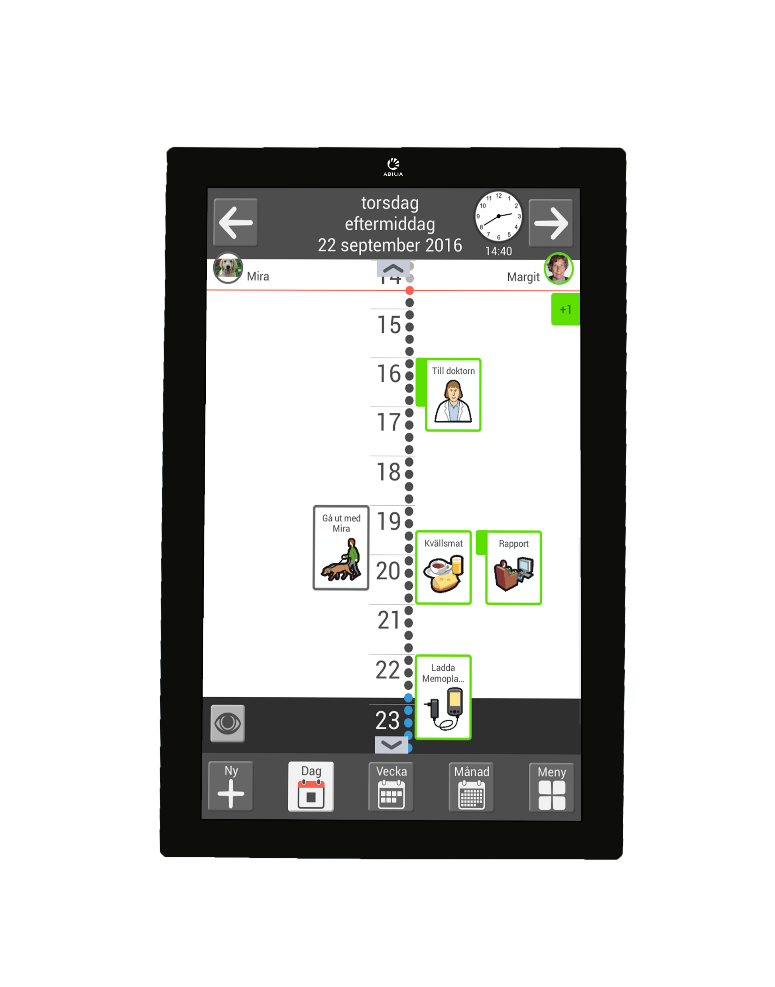 ABILIA
torsdag
eftermiddag
22 september 2016
14:40
Mira
14
Margit
+1
15
16
Till doktorn
17
18
19
Gå ut med
Mira
Kvällsmat
Rapport
20
21
22
Ladda
Memopla...
23
Ny
Dag
Vecka
Månad
Meny